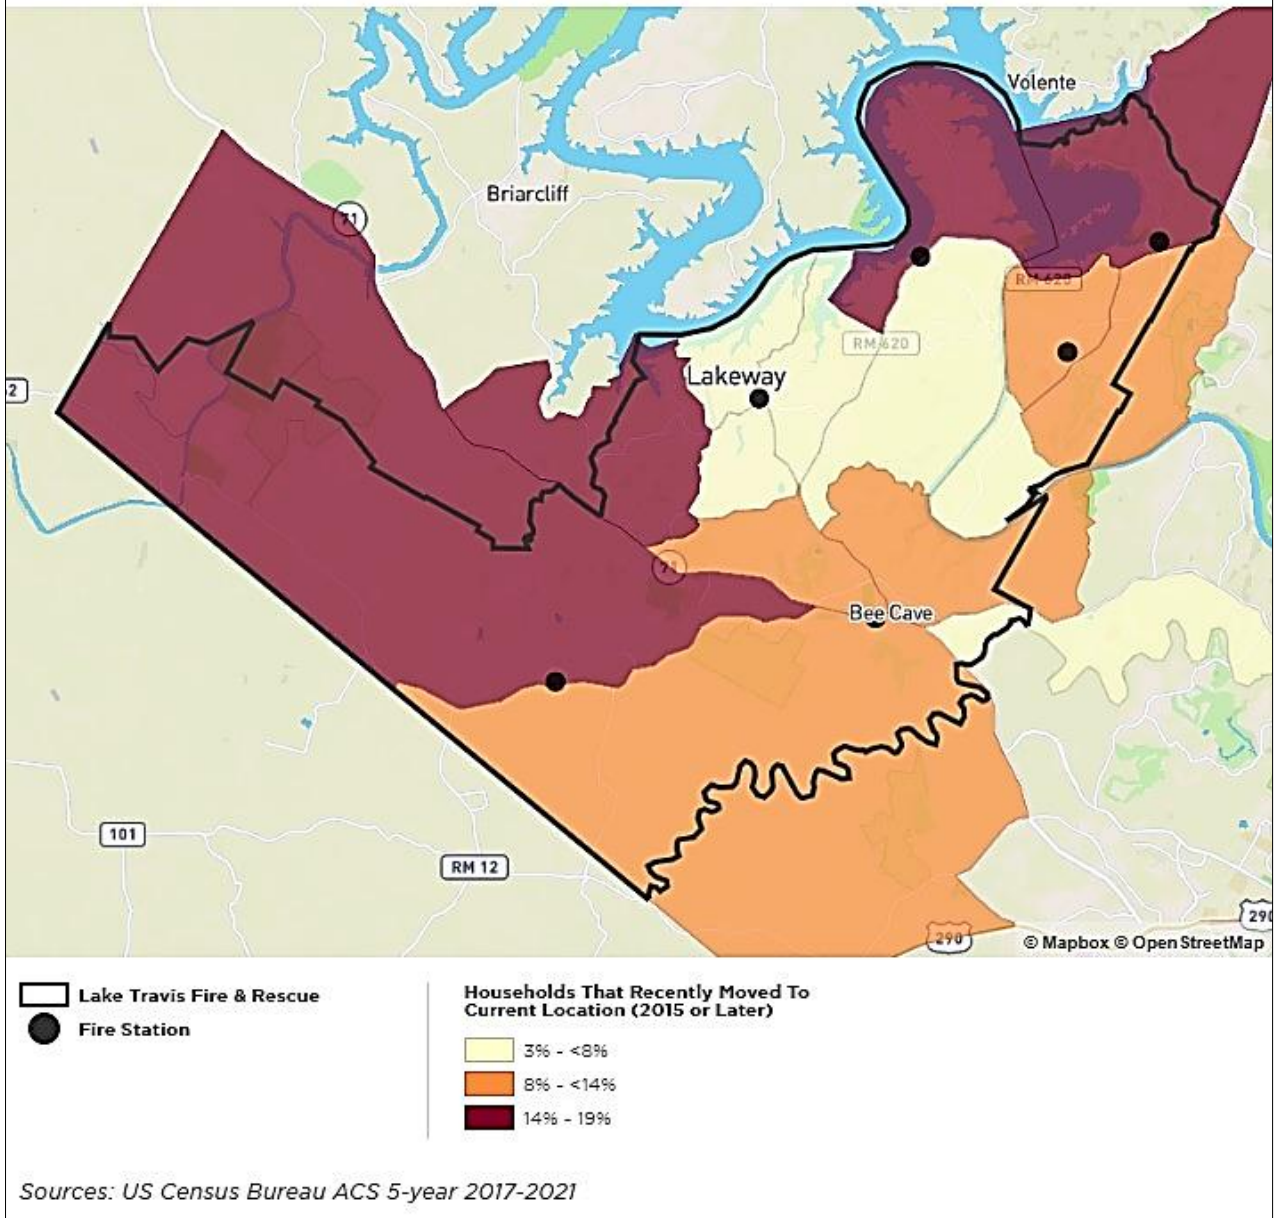 Volente
Briarcliff
71
RM 620
RM 620
Lakeway
2
71
Bee Cave
101
RM 12
290
290
© Mapbox © OpenStreetMap
Lake Travis Fire & Rescue
Fire Station
Households That Recently Moved To
Current Location (2015 or Later)
3% - <8%
8% - <14%
14% - 19%
Sources: US Census Bureau ACS 5-year 2017-2021